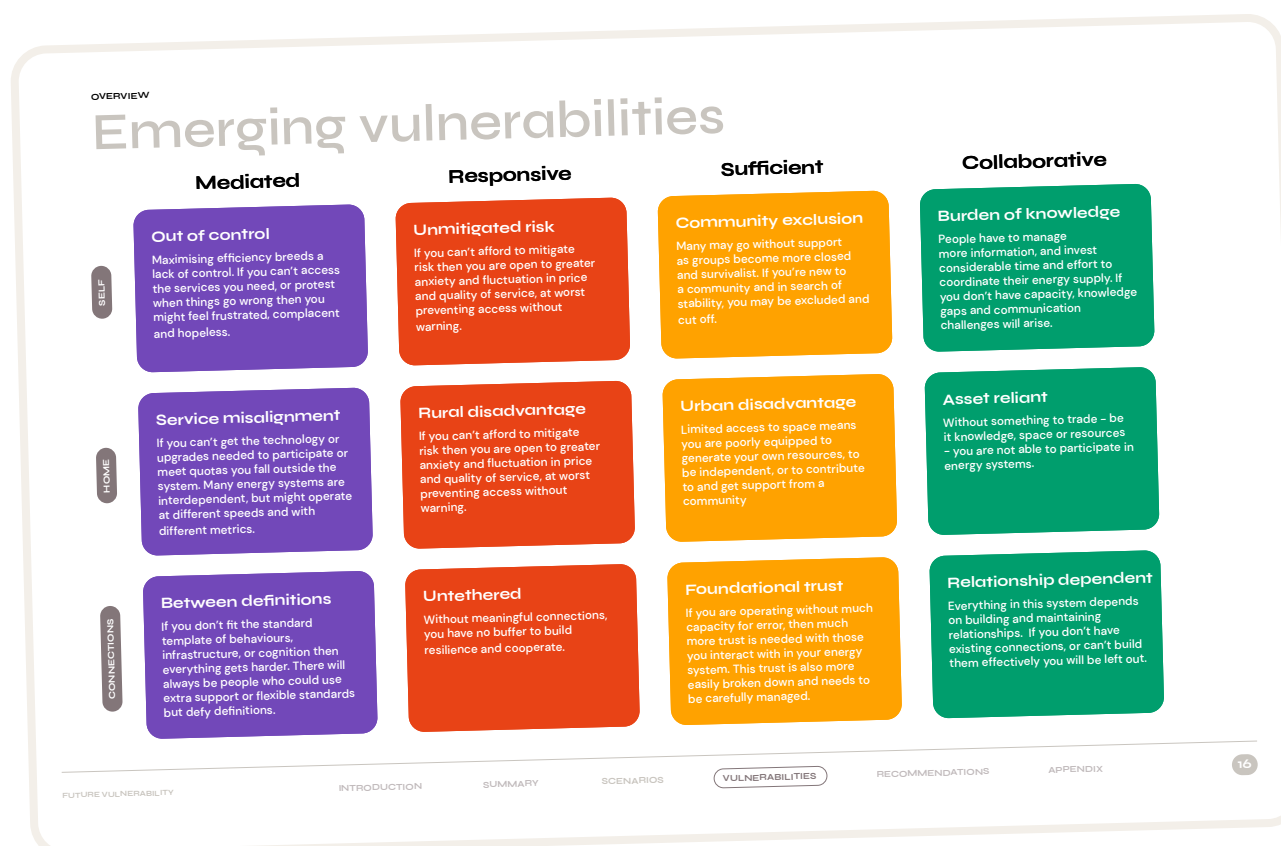 OVERVIEW
Emerging vulnerabilities
Mediated
Responsive
Sufficient
Collaborative
SELF
Out of control
Maximising efficiency breeds a
lack of control. If you can’t access
the services you need, or protest
when things go wrong then you
might feel frustrated, complacent
and hopeless.
Unmitigated risk
If you can’t afford to mitigate
risk then you are open to greater
anxiety and fluctuation in price
and quality of service, at worst
preventing access without
warning.
Community exclusion
Many may go without support
as groups become more closed
and survivalist. If you’re new to
a community and in search of
stability, you may be excluded and
cut off.
Burden of knowledge
People have to manage
more information, and invest
considerable time and effort to
coordinate their energy supply. If
you don’t have capacity, knowledge
gaps and communication
challenges will arise.
HOME
Service misalignment
If you can’t get the technology or
upgrades needed to participate or
meet quotas you fall outside the
system. Many energy systems are
interdependent, but might operate
at different speeds and with
different metrics.
Rural disadvantage
If you can’t afford to mitigate
risk then you are open to greater
anxiety and fluctuation in price
and quality of service, at worst
preventing access without
warning.
Urban disadvantage
Limited access to space means
you are poorly equipped to
generate your own resources, to
be independent, or to contribute
to and get support from a
community
Asset reliant
Without something to trade – be
it knowledge, space or resources
– you are not able to participate in
energy systems.
CONNECTIONS
Between definitions
If you don’t fit the standard
template of behaviours,
infrastructure, or cognition then
everything gets harder. There will
always be people who could use
extra support or flexible standards
but defy definitions.
Untethered
Without meaningful connections,
you have no buffer to build
resilience and cooperate.
Foundational trust
If you are operating without much
capacity for error, then much
more trust is needed with those
you interact with in your energy
system. This trust is also more
easily broken down and needs to
be carefully managed.
Relationship dependent
Everything in this system depends
on building and maintaining
relationships.  If you don’t have
existing connections, or can’t build
them effectively you will be left out.
FUTURE VULNERABILITY
INTRODUCTION
SUMMARY
SCENARIOS
VULNERABILITIES
RECOMMENDATIONS
APPENDIX
16